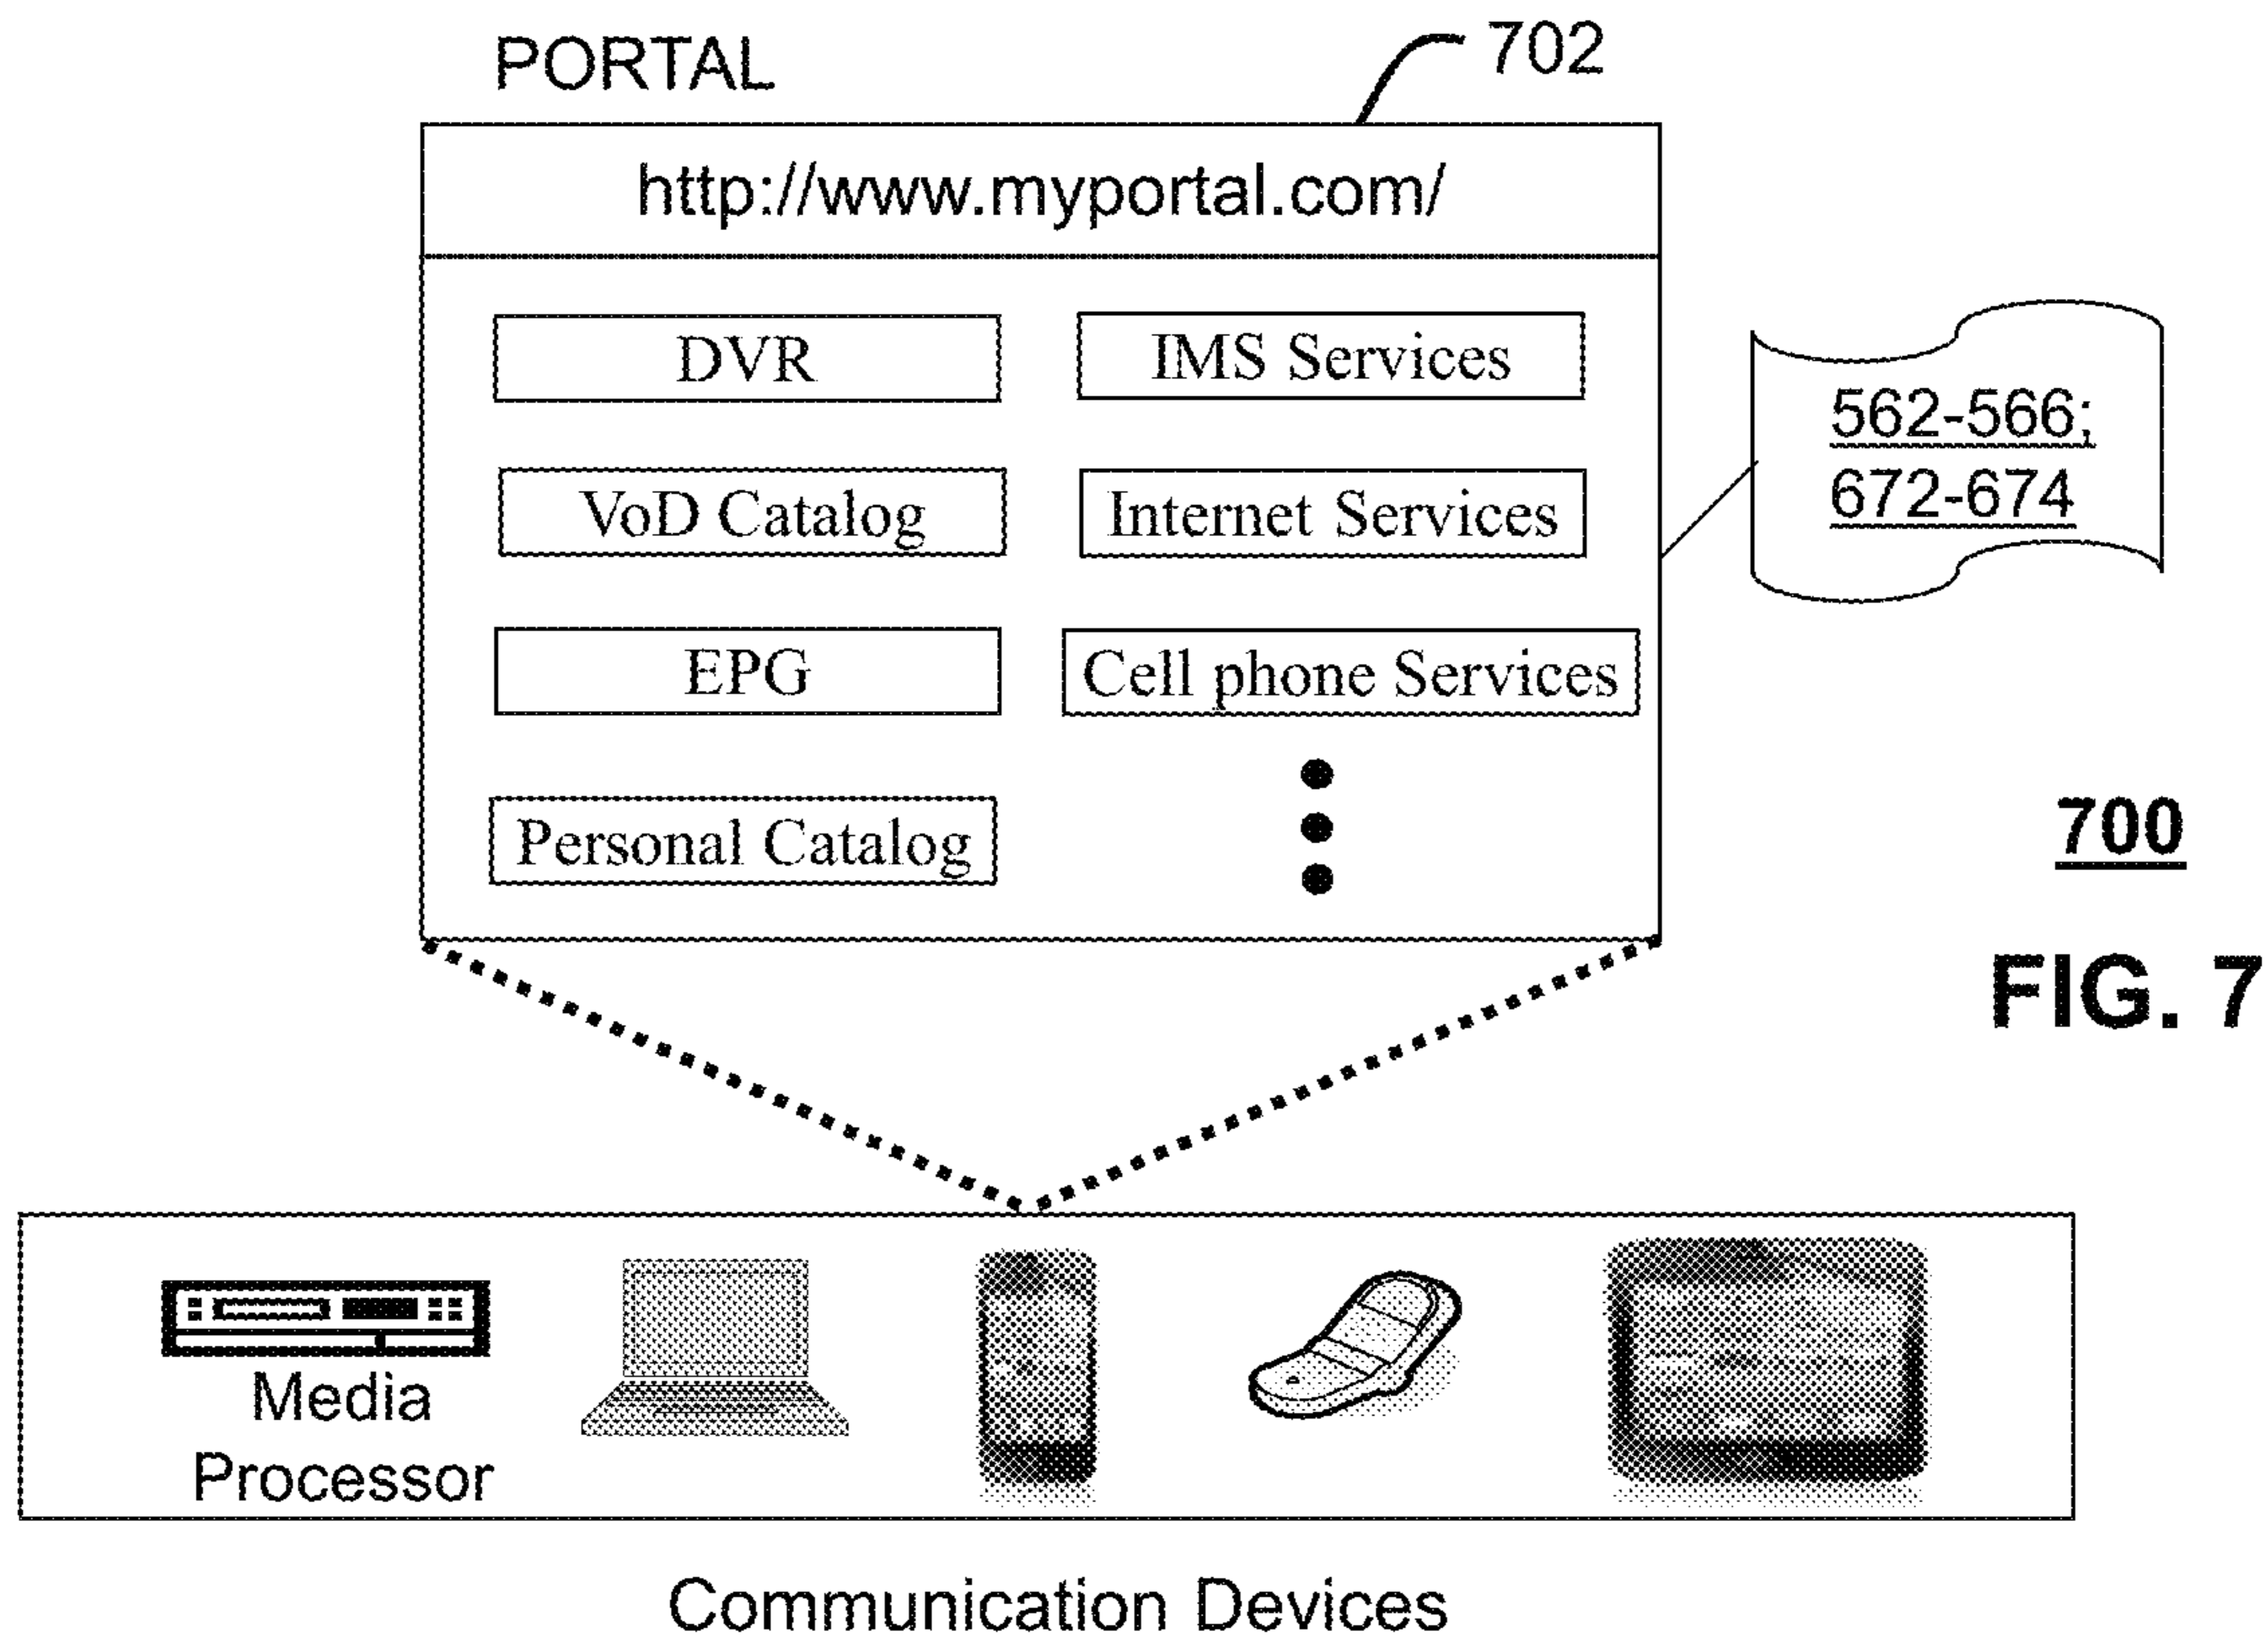 PORTAL
702
http://www.myportal.com/
DVR
IMS Services
VoD Catalog
Internet Services
EPG
Cell phone Services
Personal Catalog
562-566;
672-674
700
FIG. 7
Media
Processor
Communication Devices